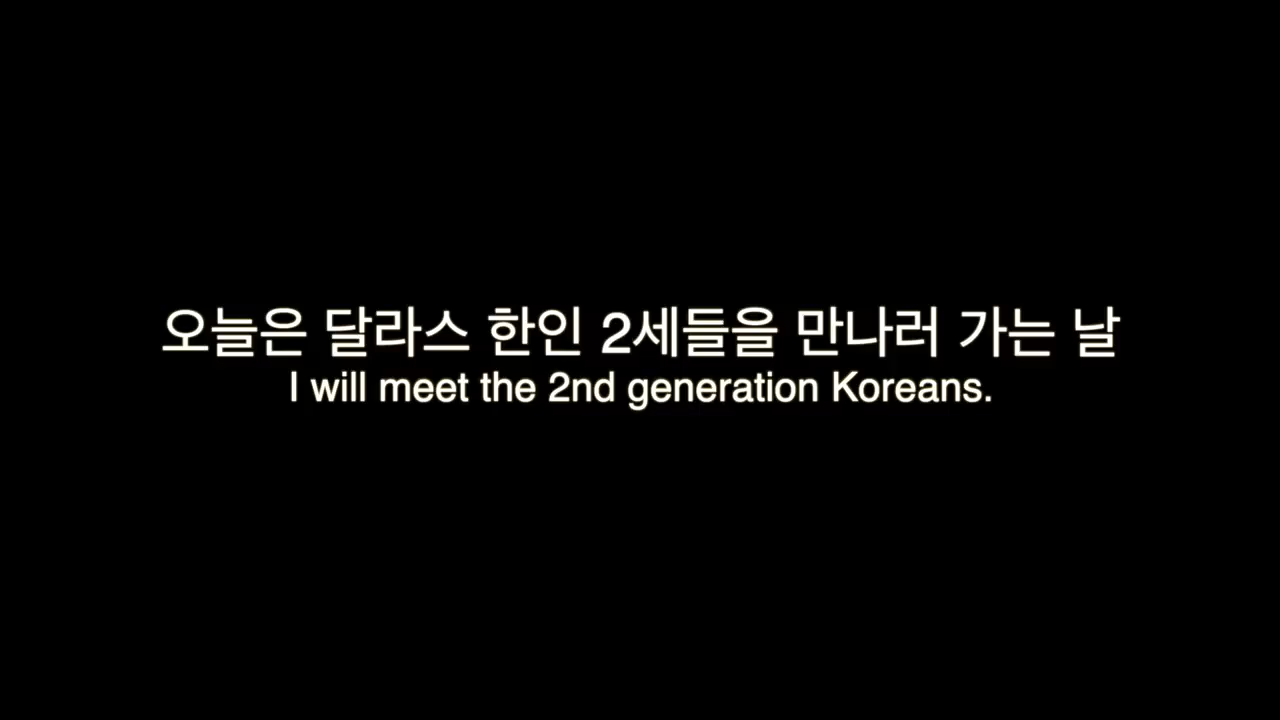 오늘은 달라스 한인 2세들을 만나러 가는 날
I will meet the 2nd generation Koreans.